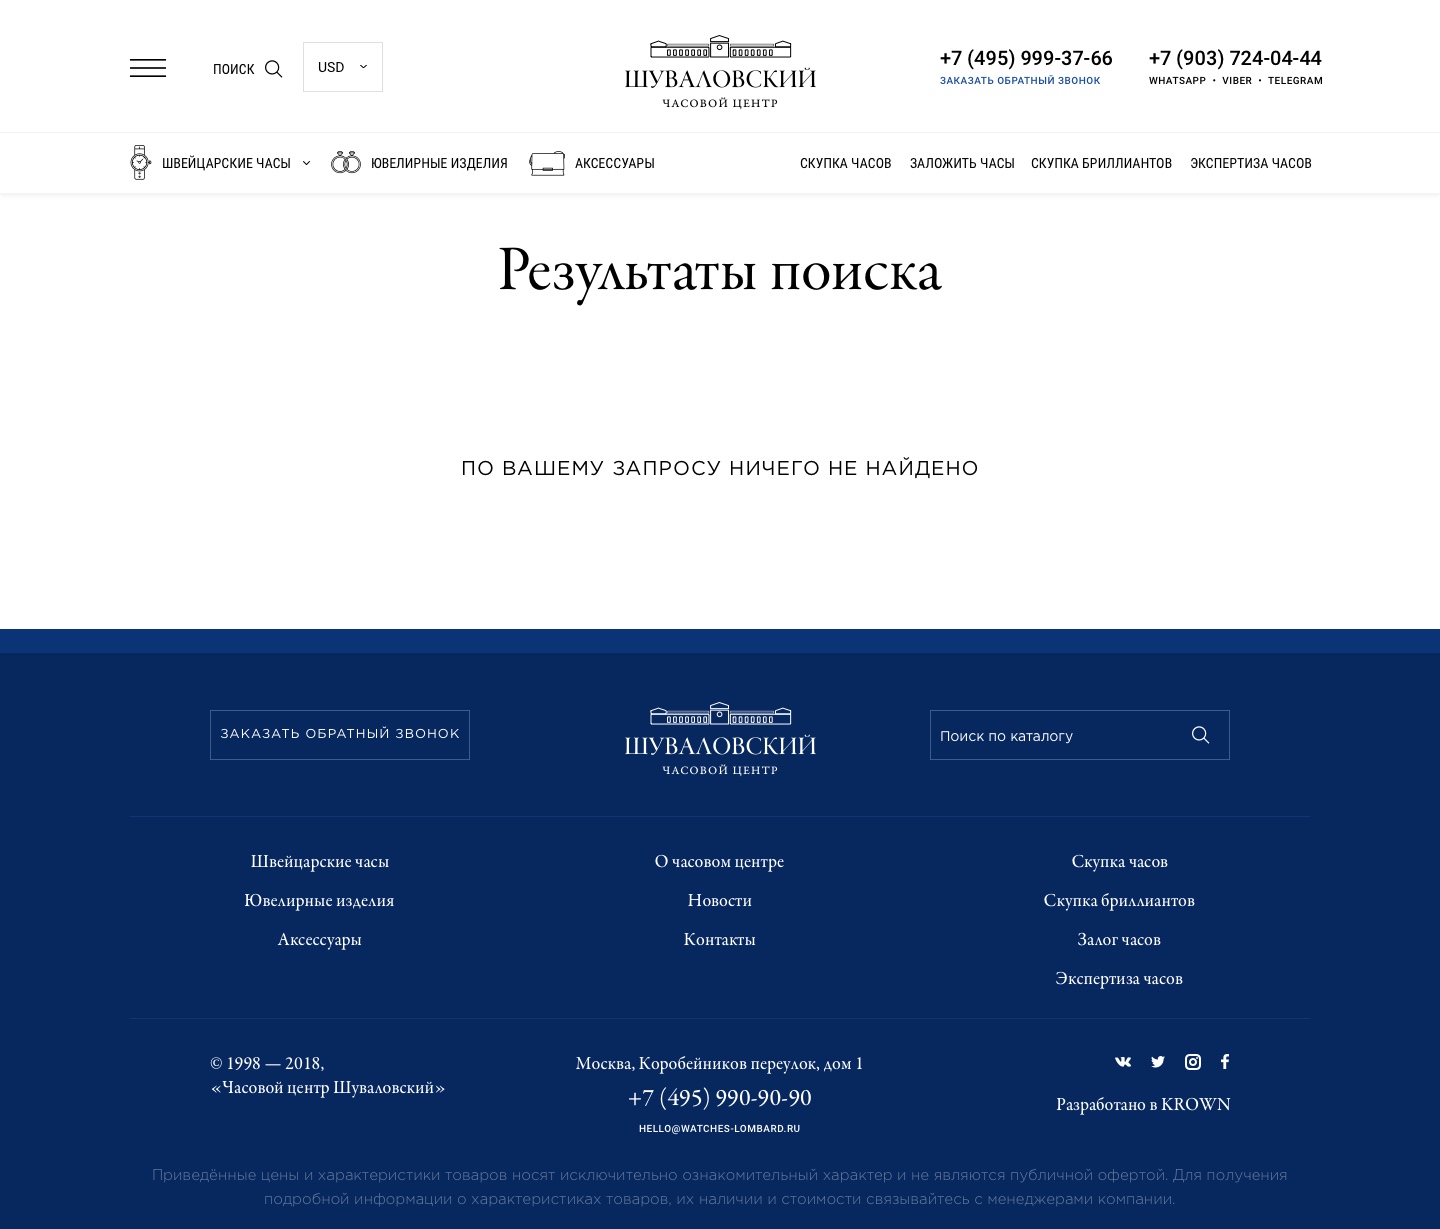 ПОИСК
USD
ШУВАЛОВСКИЙ
ЧАСОВОЙ ЦЕНТР
+7 (495) 999-37-66
ЗАКАЗАТЬ ОБРАТНЫЙ ЗВОНОК
+7 (903) 724-04-44
WHATSAPP • VIBER • TELEGRAM
ШВЕЙЦАРСКИЕ ЧАСЫ
ЮВЕЛИРНЫЕ ИЗДЕЛИЯ
АКСЕССУАРЫ
СКУПКА ЧАСОВ
ЗАЛОЖИТЬ ЧАСЫ
СКУПКА БРИЛЛИАНТОВ
ЭКСПЕРТИЗА ЧАСОВ
Результаты поиска
ПО ВАШЕМУ ЗАПРОСУ НИЧЕГО НЕ НАЙДЕНО
ЗАКАЗАТЬ ОБРАТНЫЙ ЗВОНОК
ШУВАЛОВСКИЙ
ЧАСОВОЙ ЦЕНТР
Поиск по каталогу
Швейцарские часы
Ювелирные изделия
Аксессуары
О часовом центре
Новости
Контакты
Скупка часов
Скупка бриллиантов
Залог часов
Экспертиза часов
© 1998 — 2018,
«Часовой центр Шуваловский»
Москва, Коробейников переулок, дом 1
+7 (495) 990-90-90
HELLO@WATCHES-LOMBARD.RU
Разработано в KROWN
Приведённые цены и характеристики товаров носят исключительно ознакомительный характер и не являются публичной офертой. Для получения
подробной информации о характеристиках товаров, их наличии и стоимости связывайтесь с менеджерами компании.